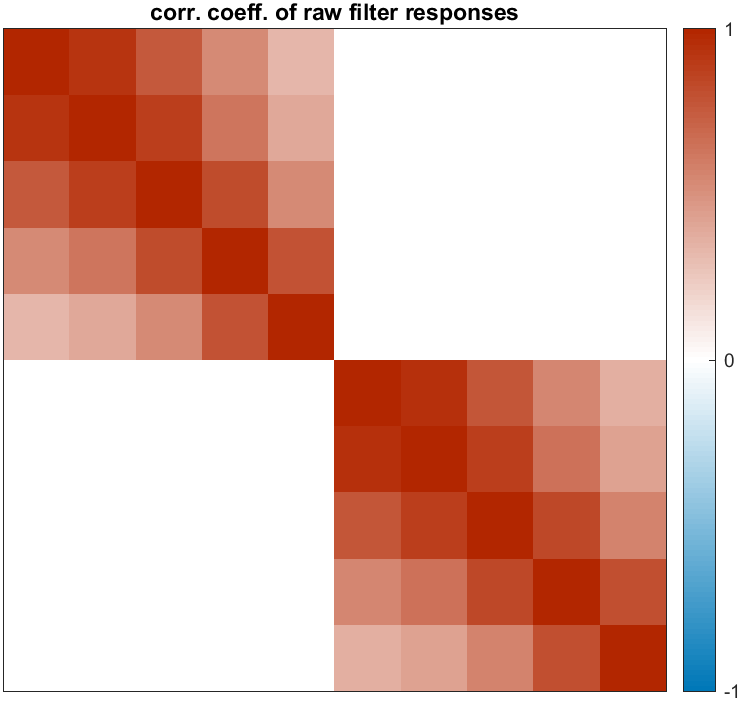 corr. coeff. of raw filter responses
1
0
-1